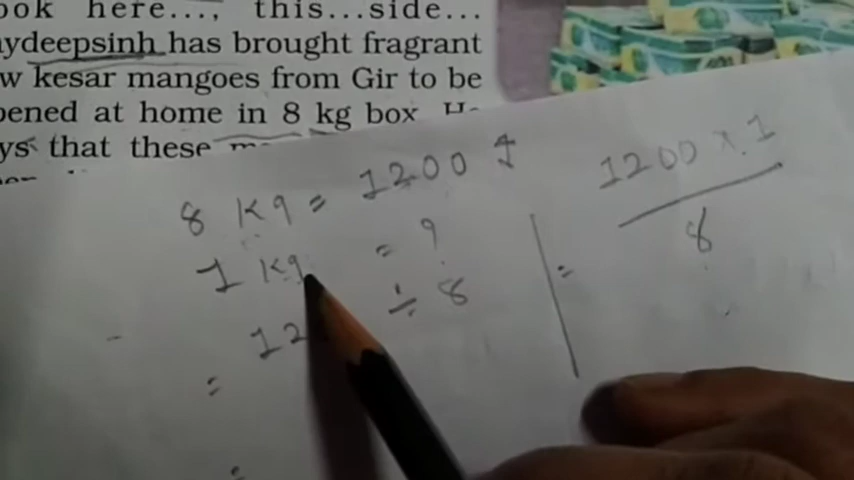 ook here..., this...side...
aydeepsinh has brought fragrant
w kesar mangoes from Gir to be
pened at home in 8 kg box. He
ys that these
8 Kg = 1200 ₹
1 Kg = ?
= 12 ÷ 8
=
=
= 1200 x 1
8